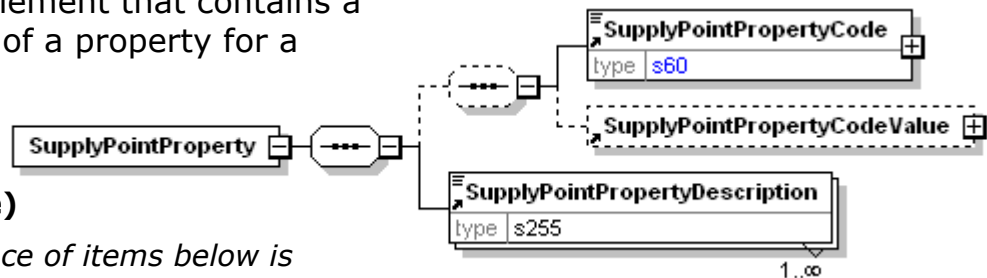 lement that contains a
of a property for a
SupplyPointPropertyCode
type s60
SupplyPointPropertyCodeValue
SupplyPointProperty
SupplyPointPropertyDescription
type s255
1..∞
)
ce of items below is